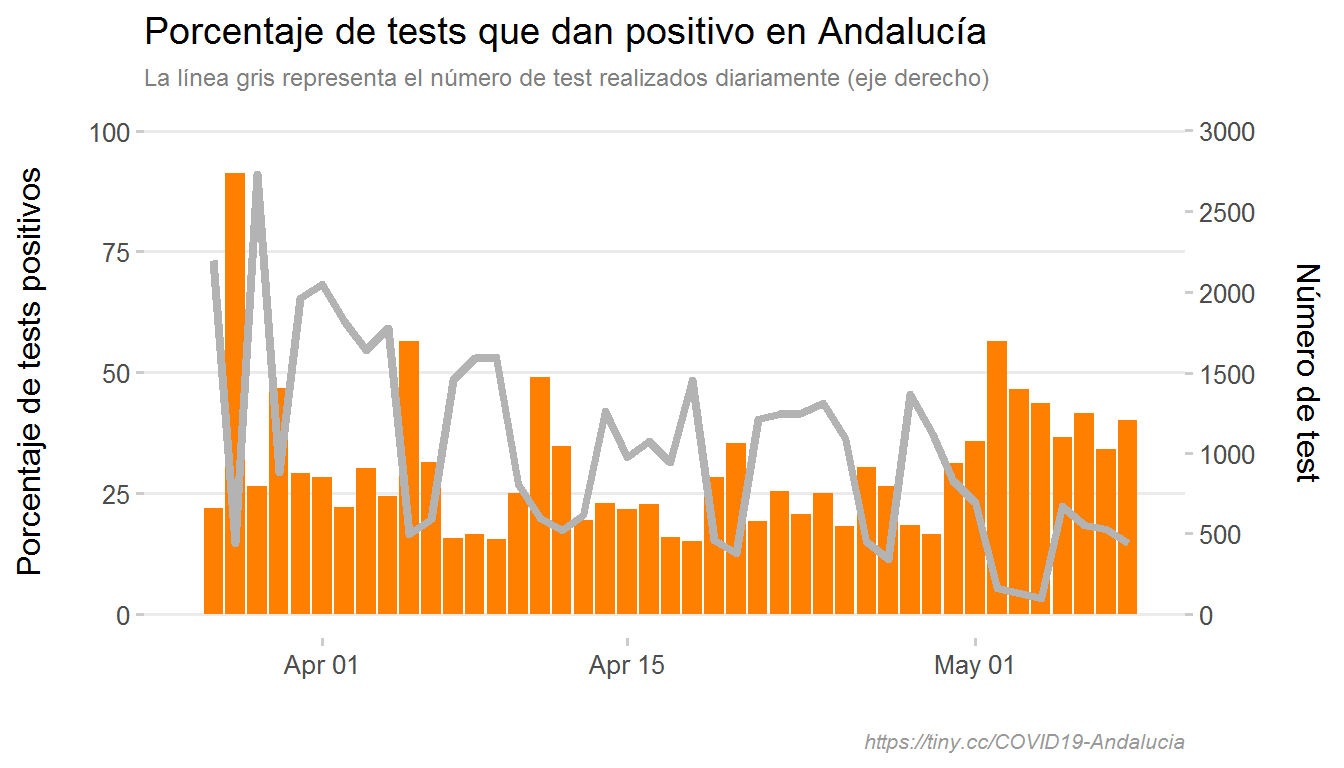 Porcentaje de tests que dan positivo en Andalucía
La línea gris representa el número de test realizados diariamente (eje derecho)
Porcentaje de tests positivos
100
75
50
25
0
3000
2500
2000
1500
1000
500
0
Número de test
Apr 01
Apr 15
May 01
https://tiny.cc/COVID19-Andalucia